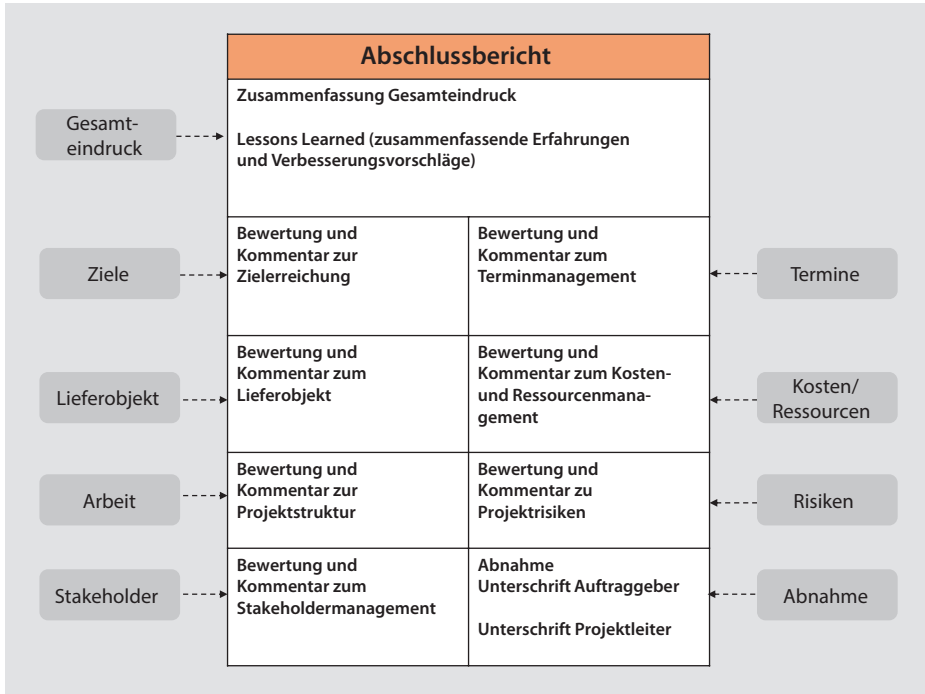 Abschlussbericht
Gesamt-
eindruck
Zusammenfassung Gesamteindruck
Lessons Learned (zusammenfassende Erfahrungen
und Verbesserungsvorschläge)
Ziele
Bewertung und
Kommentar zur
Zielerreichung
Bewertung und
Kommentar zum
Terminmanagement
Termine
Lieferobjekt
Bewertung und
Kommentar zum
Lieferobjekt
Bewertung und
Kommentar zum Kosten-
und Ressourcenmana-
gement
Kosten/
Ressourcen
Arbeit
Bewertung und
Kommentar zur
Projektstruktur
Bewertung und
Kommentar zu
Projektrisiken
Risiken
Stakeholder
Bewertung und
Kommentar zum
Stakeholdermanagement
Abnahme
Unterschrift Auftraggeber
Unterschrift Projektleiter
Abnahme